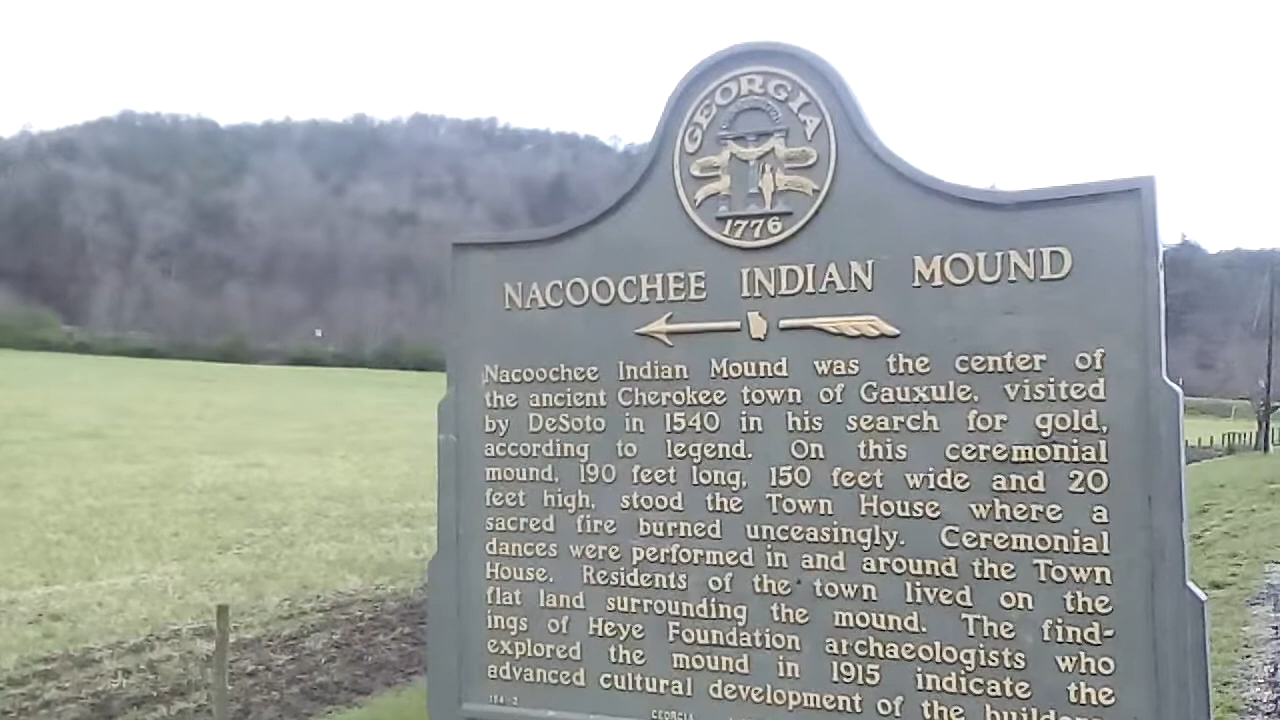 GEORGIA
1776
NACOOCHEE INDIAN MOUND
Nacoochee Indian Mound was the center of
the ancient Cherokee town of Gauxule, visited
by DeSoto in 1540 in his search for gold,
according to legend. On this ceremonial
mound, 190 feet long, 150 feet wide and 20
feet high, stood the Town House where a
sacred fire burned unceasingly. Ceremonial
dances were performed in and around the Town
House. Residents of the town lived on the
flat land surrounding the mound. The find-
ings of Heye Foundation archaeologists who
explored the mound in 1915 indicate the
advanced cultural development of the builders
GEORGIA